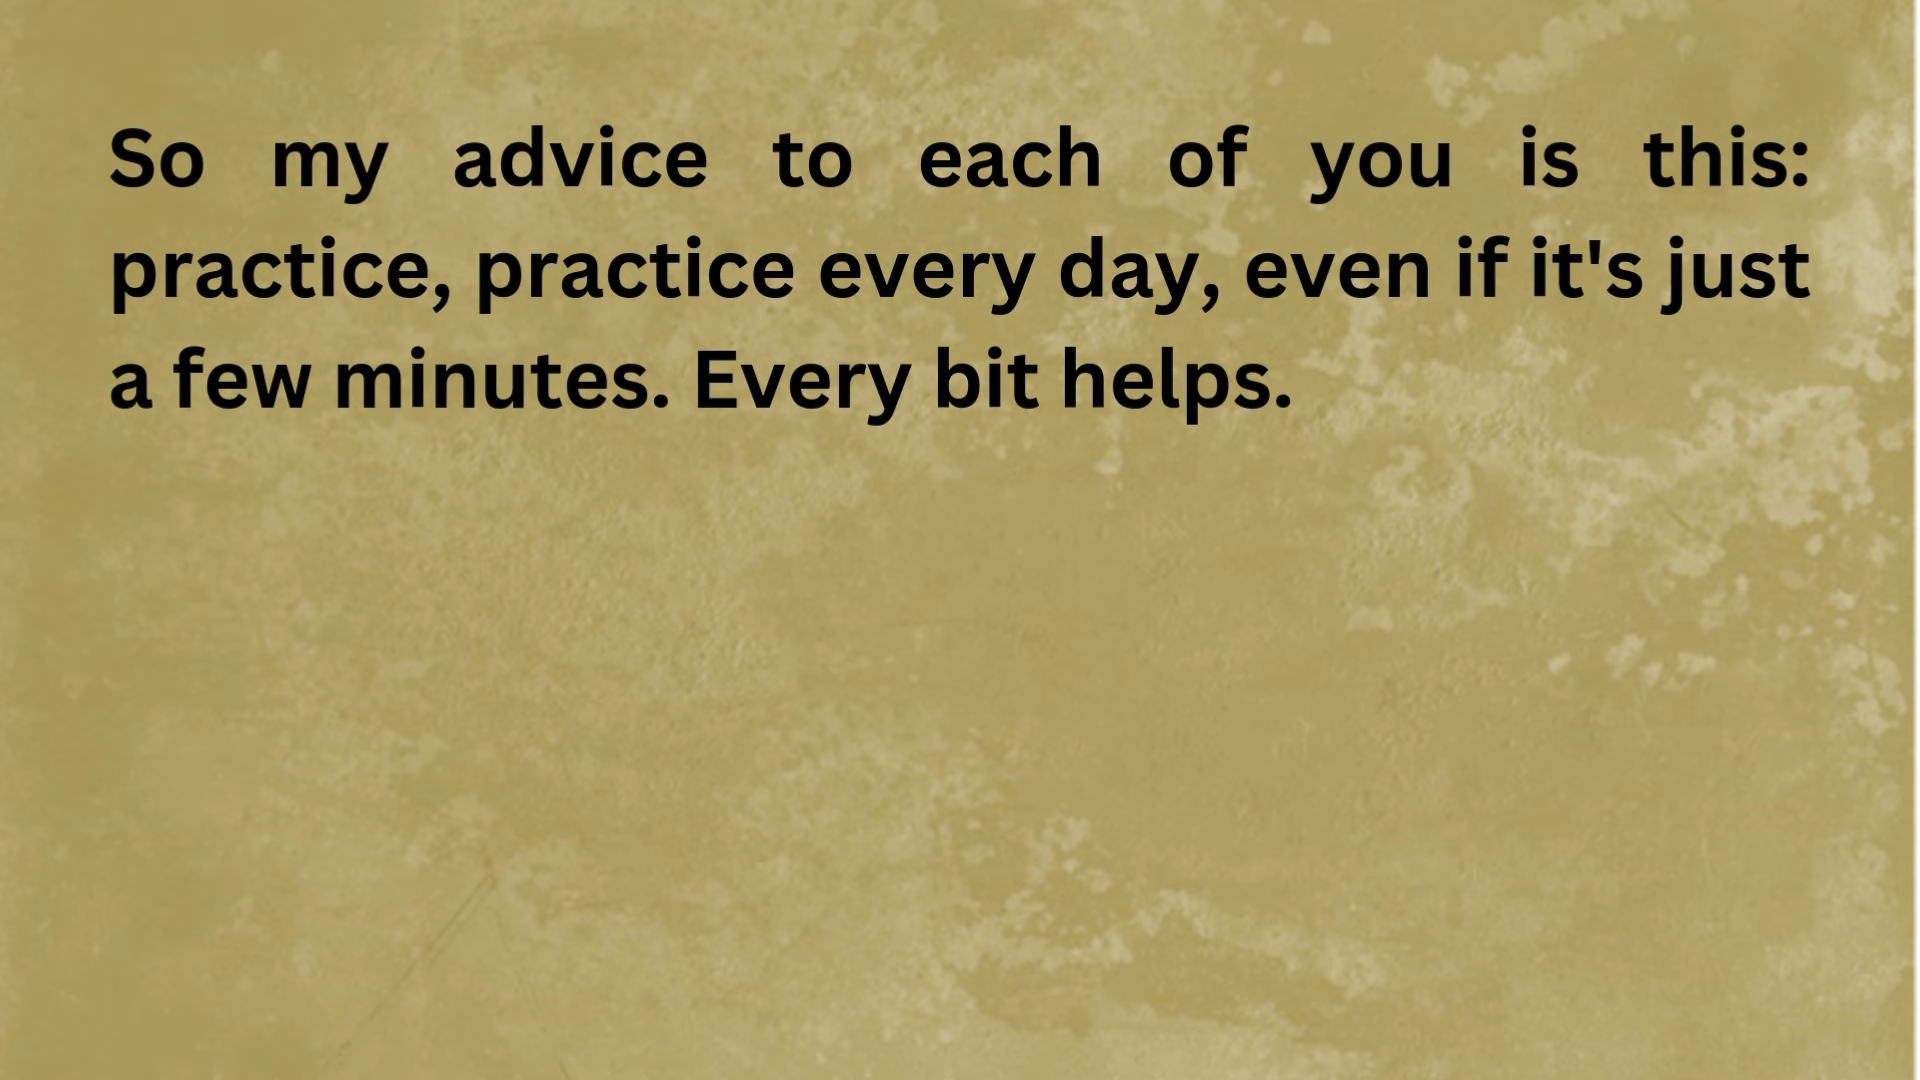 So my advice to each of you is this:
practice, practice every day, even if it's just
a few minutes. Every bit helps.